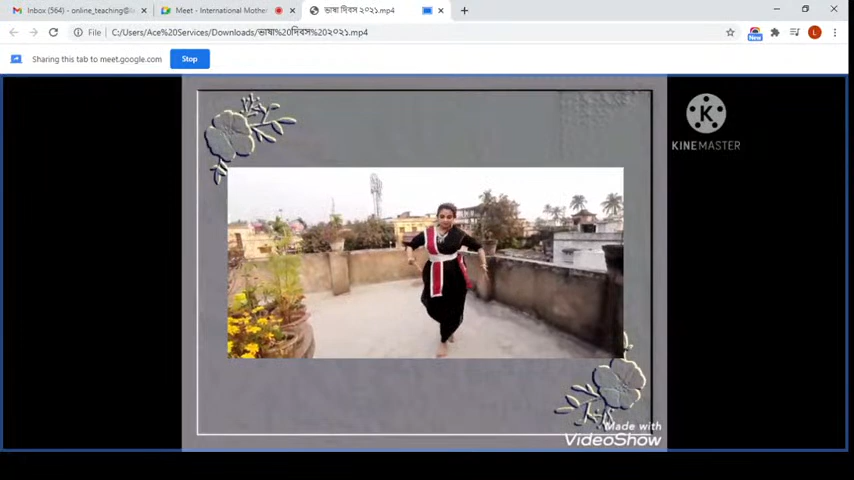 Inbox (564) - online_teaching@k
Meet - International Mother
ভাষা দিবস ২০২১.mp4
File
C:/Users/Ace%20Services/Downloads/ভাষা%20দিবস%20২০২১.mp4
New
L
Sharing this tab to meet.google.com
Stop
K
KINEMASTER
Made with
VideoShow